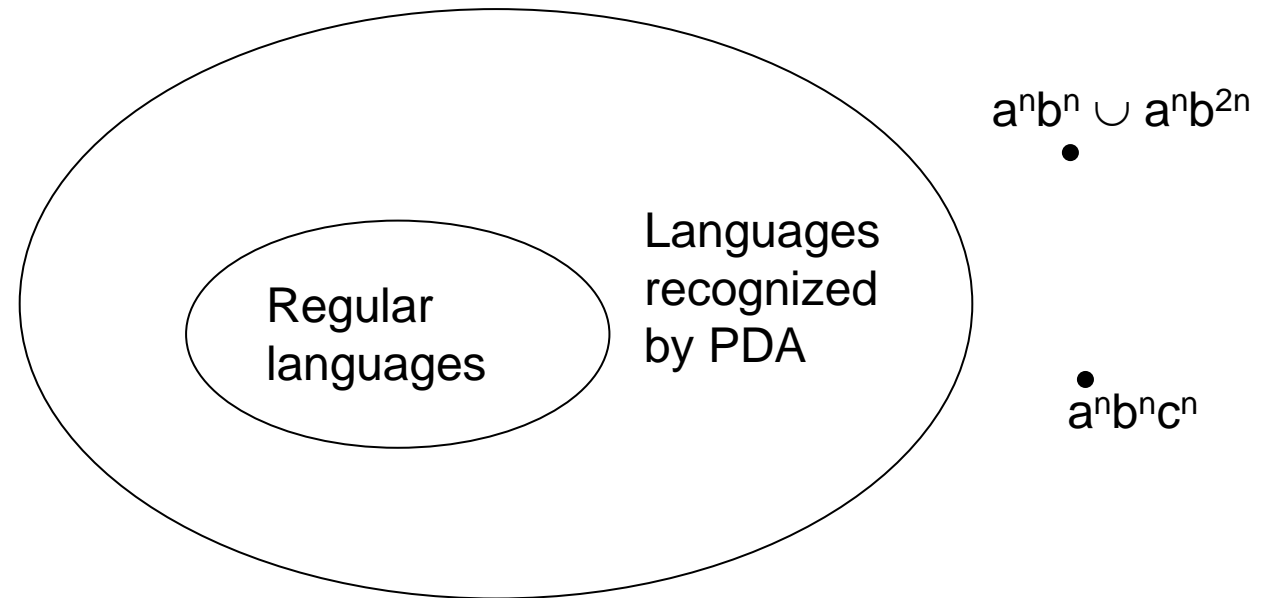 aⁿbⁿ ∪ aⁿb²ⁿ
Languages
recognized
by PDA
Regular
languages
aⁿbⁿcⁿ